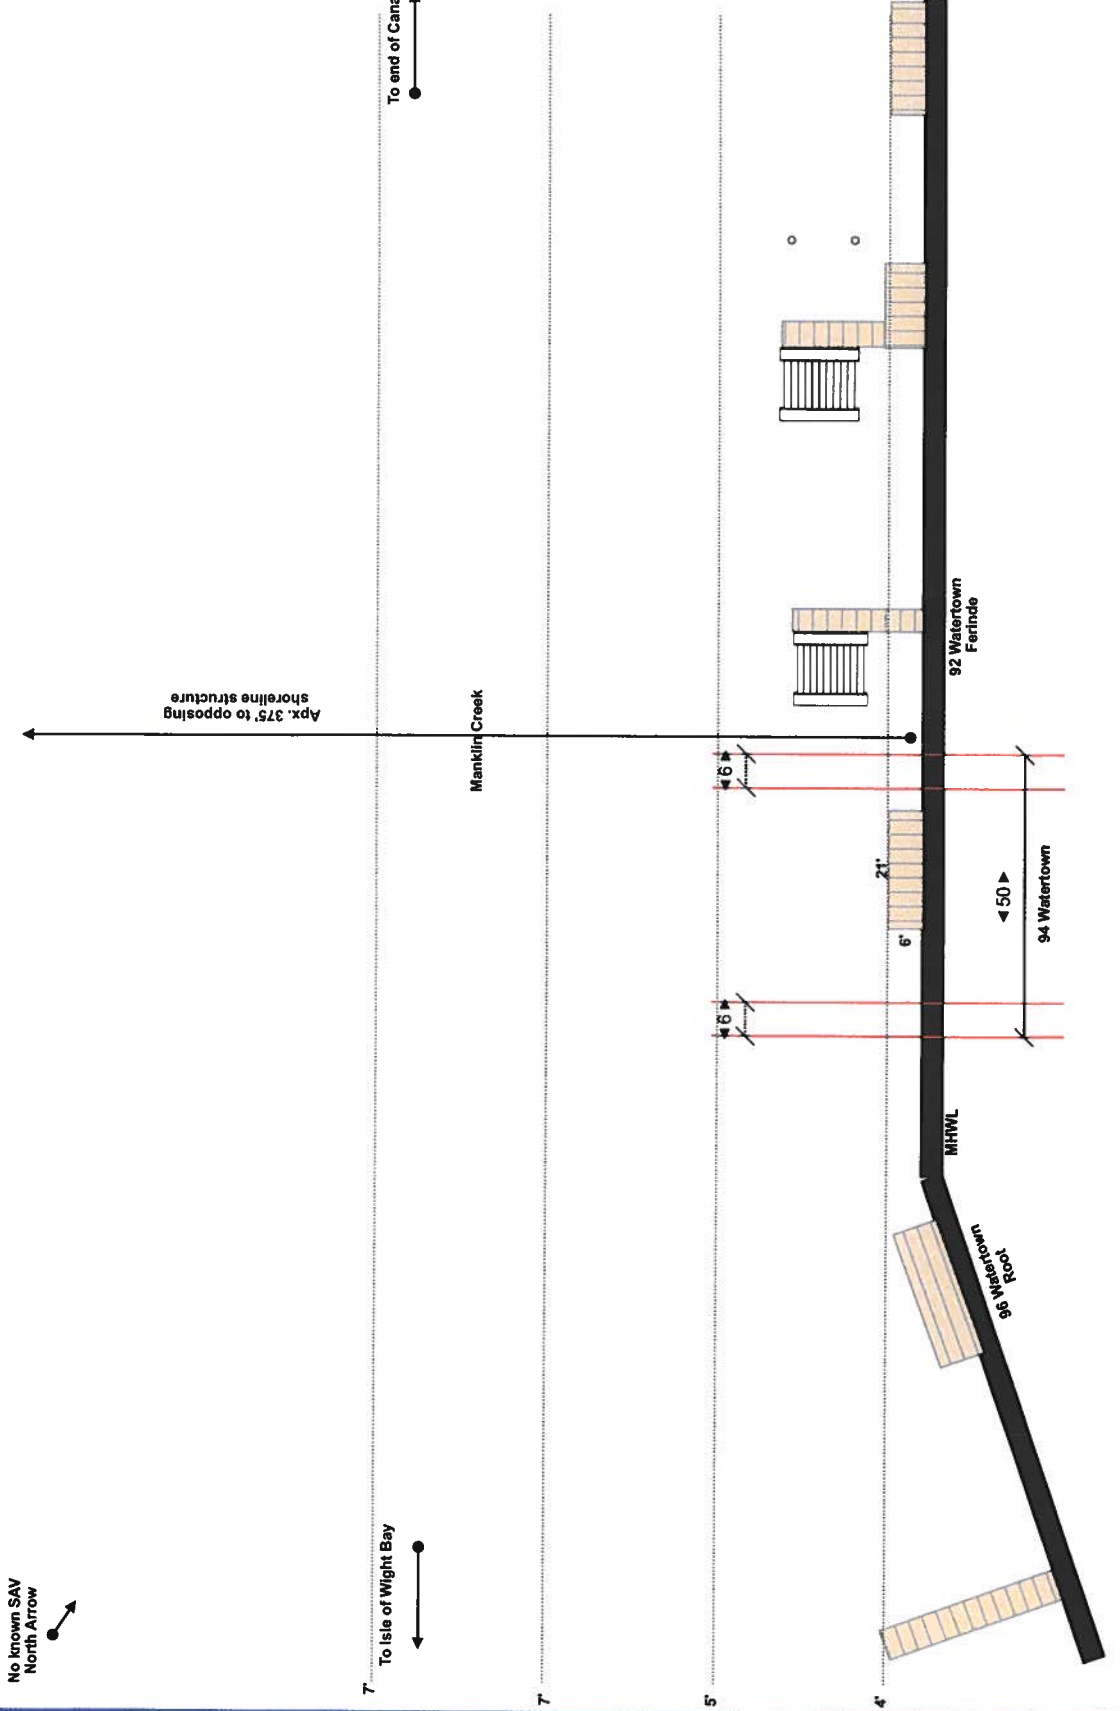 No known SAV
North Arrow
To Isle of Wight Bay
To end of Cana
Apx. 375' to opposing
shoreline structure
Manklin Creek
7'
7'
5'
4'
6
6
21'
6'
◄ 50 ►
94 Watertown
92 Watertown
Ferinde
MHWL
96 Watertown
Root